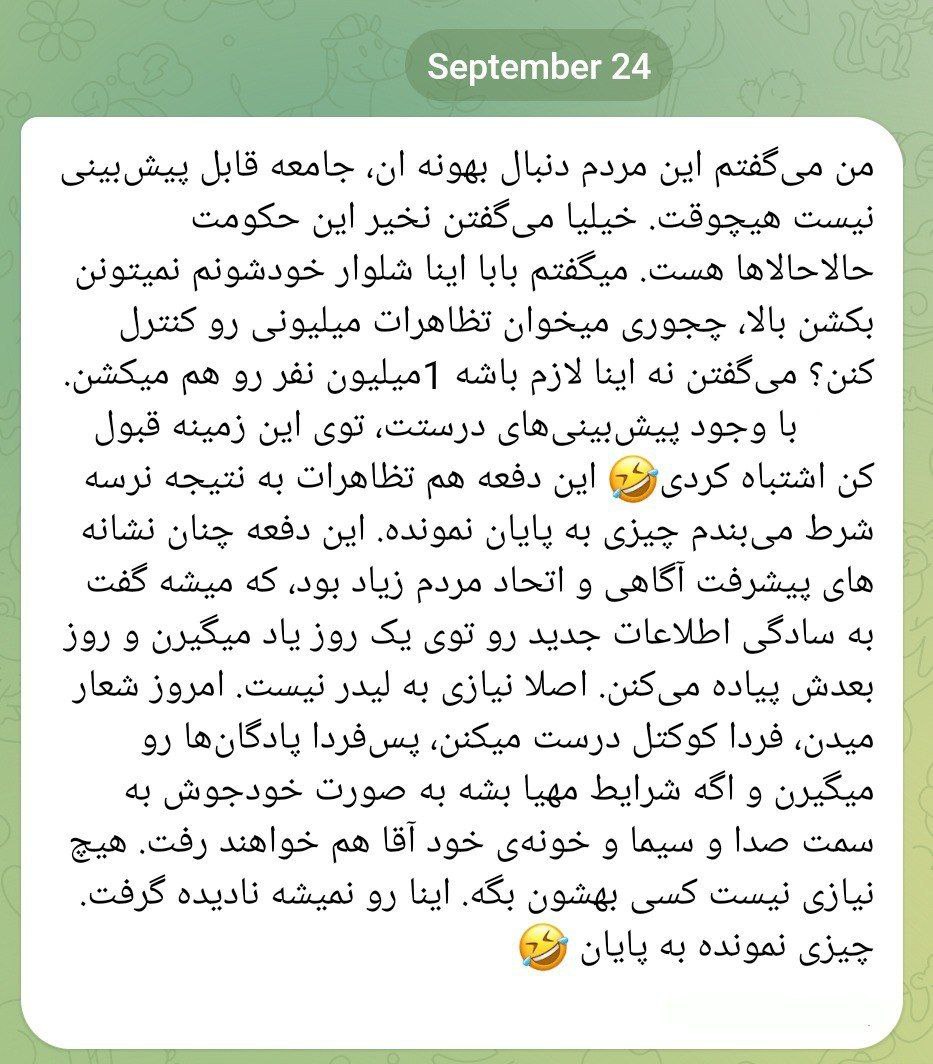 September 24
من می‌گفتم این مردم دنبال بهونه ان، جامعه قابل پیش‌بینی
نیست هیچوقت. خیلیا می‌گفتن نخیر این حکومت
حالاحالاها هست. میگفتم بابا اینا شلوار خودشونم نمیتونن
بکشن بالا، چجوری میخوان تظاهرات میلیونی رو کنترل
کنن؟ می‌گفتن نه اینا لازم باشه 1میلیون نفر رو هم میکشن.
با وجود پیش‌بینی‌های درستت، توی این زمینه قبول
کن اشتباه کردی🤣 این دفعه هم تظاهرات به نتیجه نرسه
شرط می‌بندم چیزی به پایان نمونده. این دفعه چنان نشانه
های پیشرفت آگاهی و اتحاد مردم زیاد بود، که میشه گفت
به سادگی اطلاعات جدید رو توی یک روز یاد میگیرن و روز
بعدش پیاده می‌کنن. اصلا نیازی به لیدر نیست. امروز شعار
میدن، فردا کوکتل درست میکنن، پس‌فردا پادگان‌ها رو
میگیرن و اگه شرایط مهیا بشه به صورت خودجوش به
سمت صدا و سیما و خونه‌ی خود آقا هم خواهند رفت. هیچ
نیازی نیست کسی بهشون بگه. اینا رو نمیشه نادیده گرفت.
چیزی نمونده به پایان 🤣